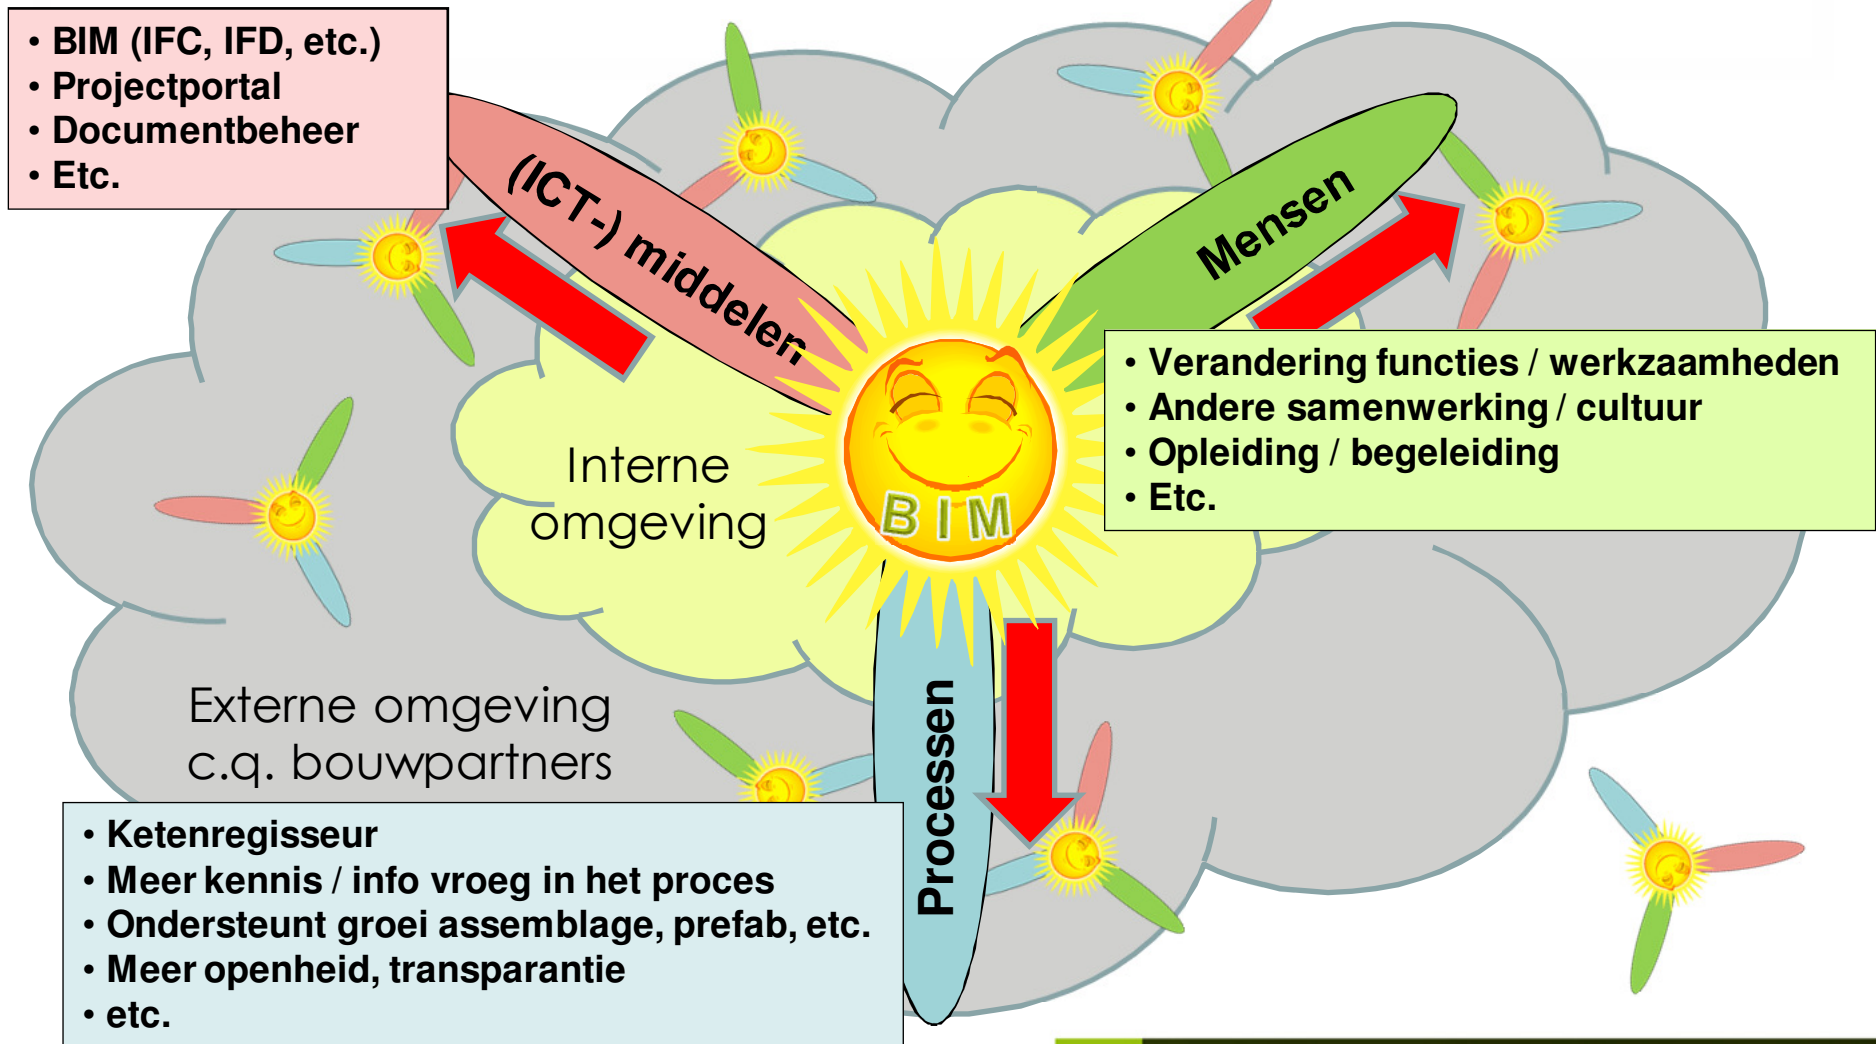 • BIM (IFC, IFD, etc.)
• Projectportal
• Documentbeheer
• Etc.
(ICT-) middelen
Mensen
• Verandering functies / werkzaamheden
• Andere samenwerking / cultuur
• Opleiding / begeleiding
• Etc.
Interne
omgeving
BIM
Externe omgeving
c.q. bouwpartners
Processen
• Ketenregisseur
• Meer kennis / info vroeg in het proces
• Ondersteunt groei assemblage, prefab, etc.
• Meer openheid, transparantie
• etc.